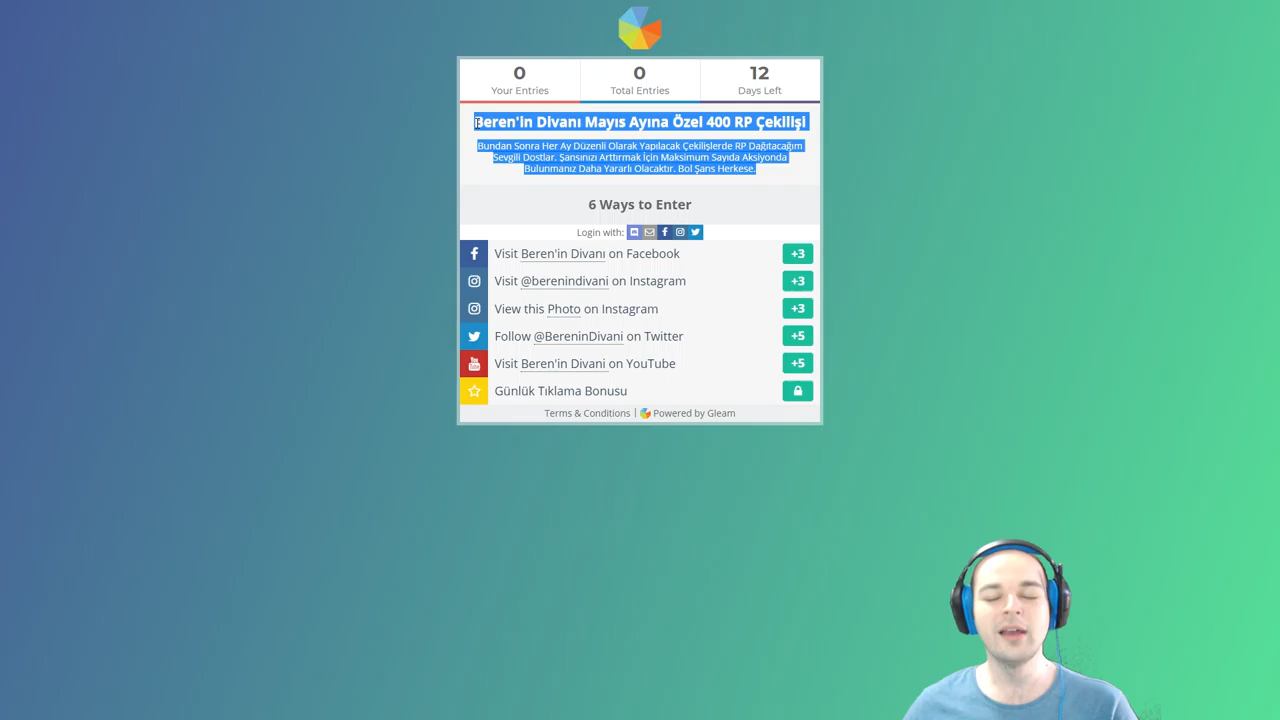 0
Your Entries
0
Total Entries
12
Days Left
Beren'in Divanı Mayıs Ayına Özel 400 RP Çekilişi
Bundan Sonra Her Ay Düzenli Olarak Yapılacak Çekilişlerde RP Dağıtacağım
Sevgili Dostlar. Şansınızı Arttırmak İçin Maksimum Sayıda Aksiyonda
Bulunmanız Daha Yararlı Olacaktır. Bol Şans Herkese.
6 Ways to Enter
Login with:
Visit Beren'in Divanı on Facebook +3
Visit @berenindivani on Instagram +3
View this Photo on Instagram +3
Follow @BereninDivani on Twitter +5
Visit Beren'in Divani on YouTube +5
Günlük Tıklama Bonusu
Terms & Conditions | Powered by Gleam